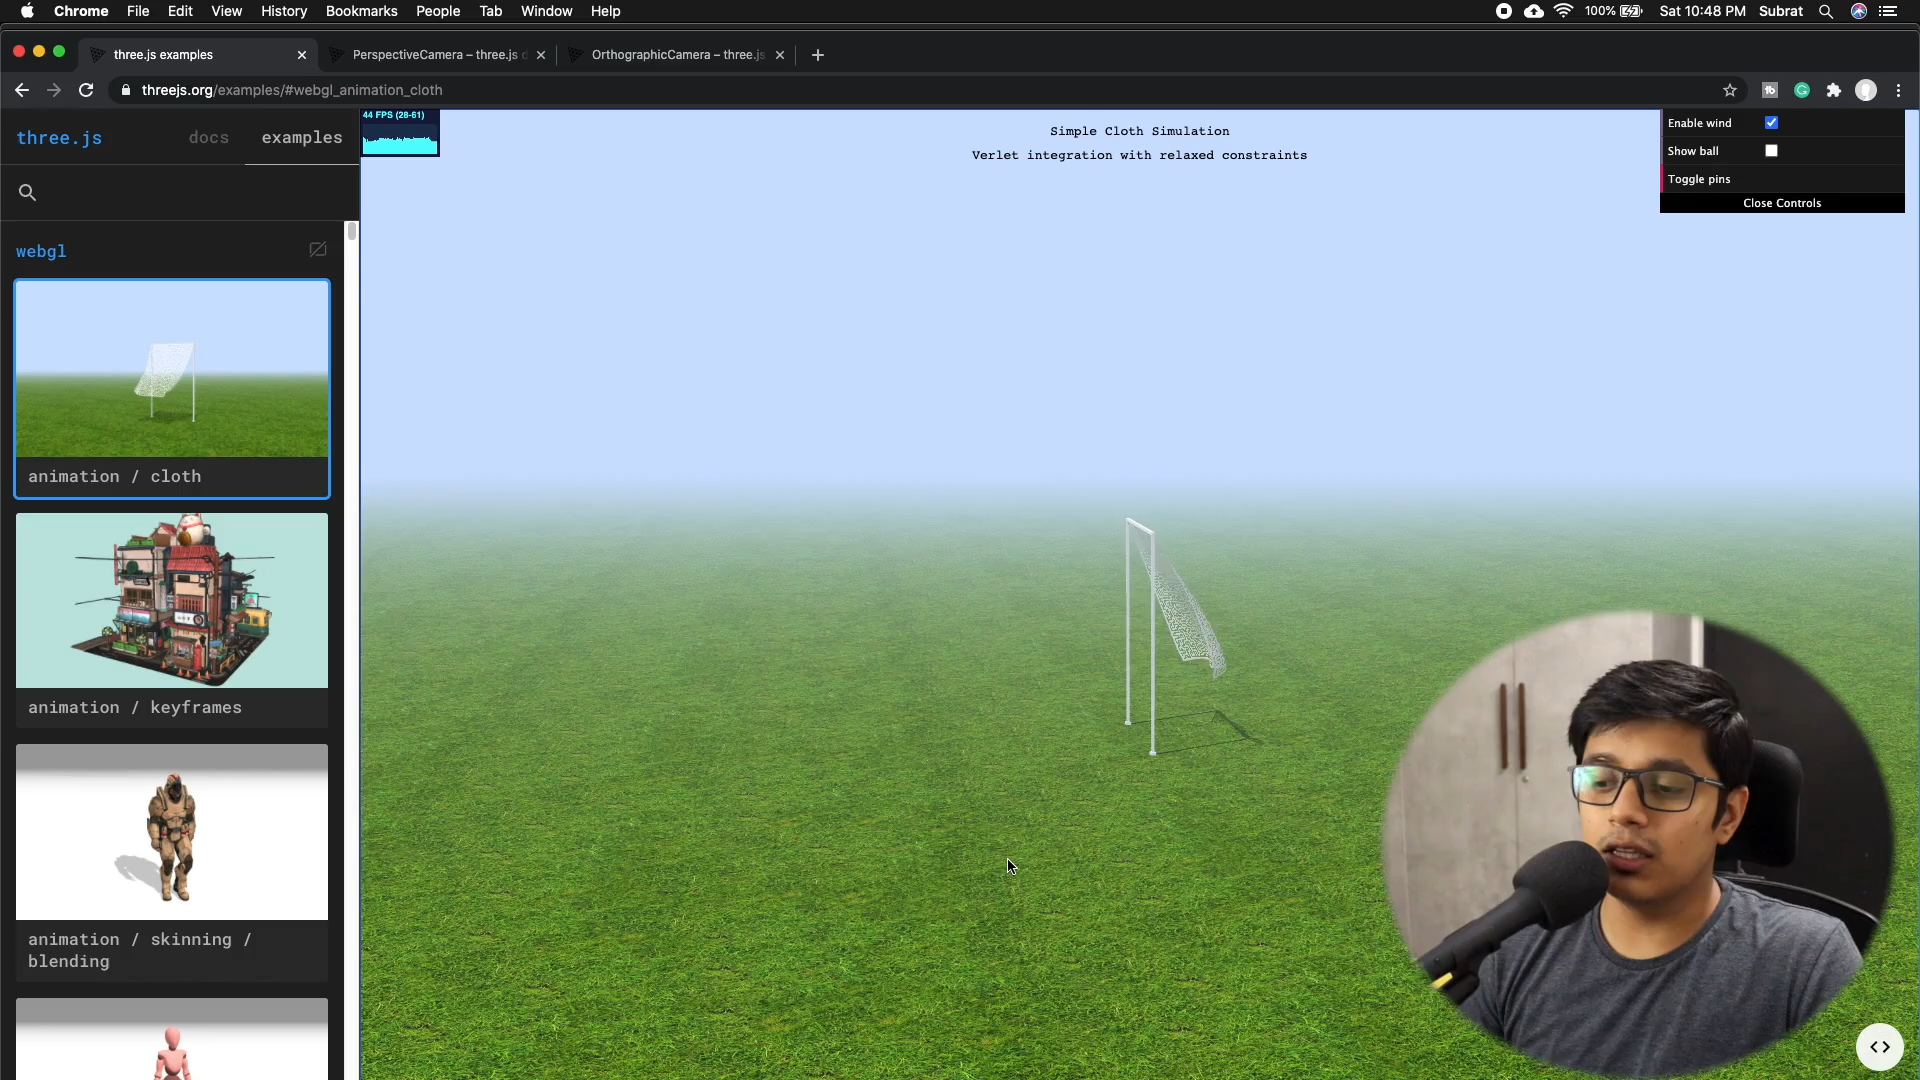 Chrome File Edit View History Bookmarks People Tab Window Help
100% Sat 10:48 PM Subrat
three.js examples
PerspectiveCamera – three.js d
OrthographicCamera – three.js
threejs.org/examples/#webgl_animation_cloth
three.js docs examples
webgl
animation / cloth
animation / keyframes
animation / skinning /
blending
44 FPS (28-61)
Simple Cloth Simulation
Verlet integration with relaxed constraints
Enable wind
Show ball
Toggle pins
Close Controls